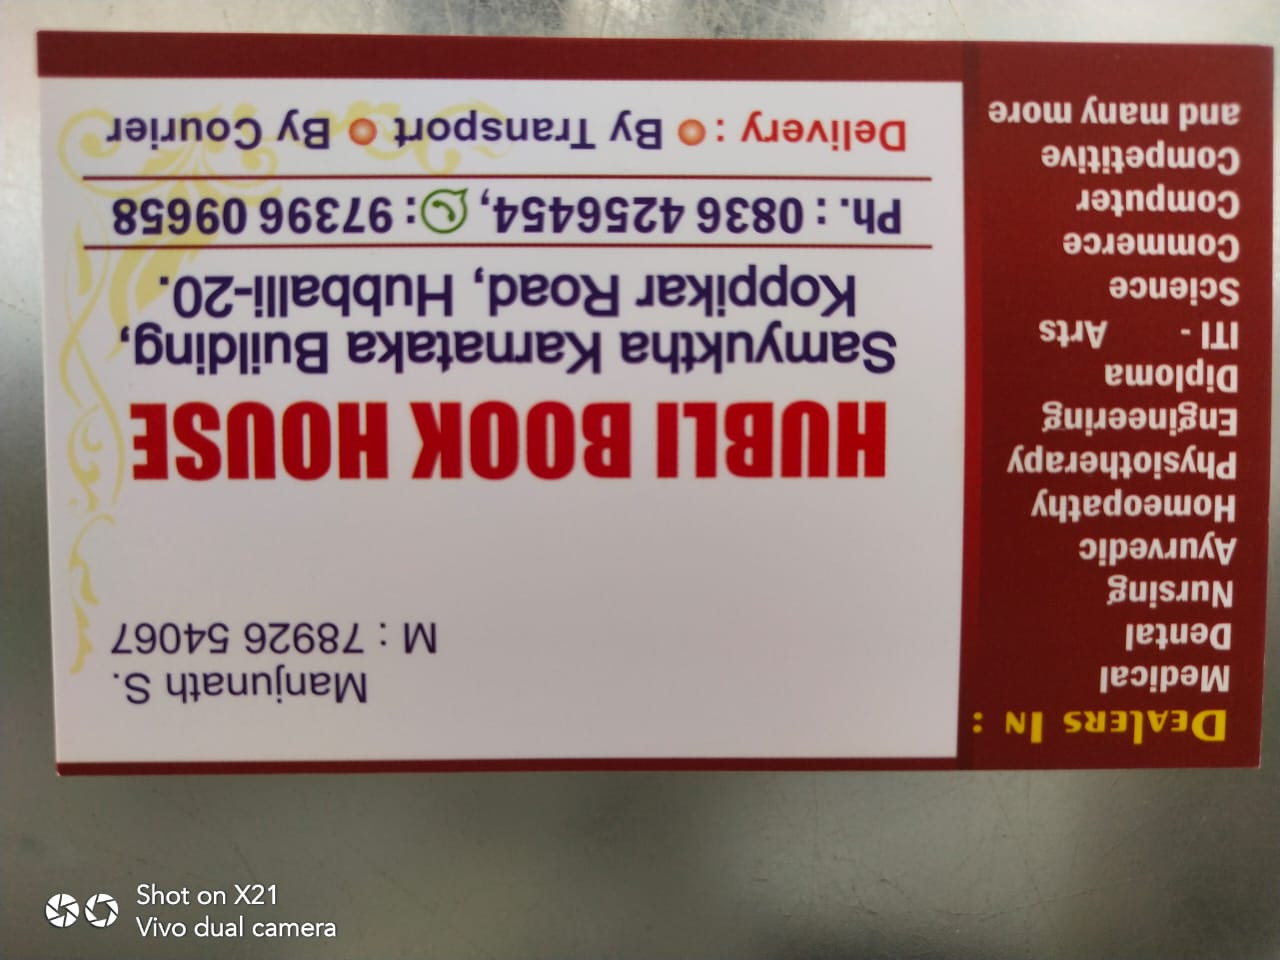 DEALERS IN :
Medical
Dental
Nursing
Ayurvedic
Homeopathy
Physiotherapy
Engineering
Diploma
ITI - Arts
Science
Commerce
Computer
Competitive
and many more
Manjunath S.
M : 78926 54067
HUBLI BOOK HOUSE
Samyuktha Karnataka Building,
Koppikar Road, Hubballi-20.
Ph. : 0836 4256454, : 97396 09658
Delivery : By Transport By Courier
Shot on X21
Vivo dual camera